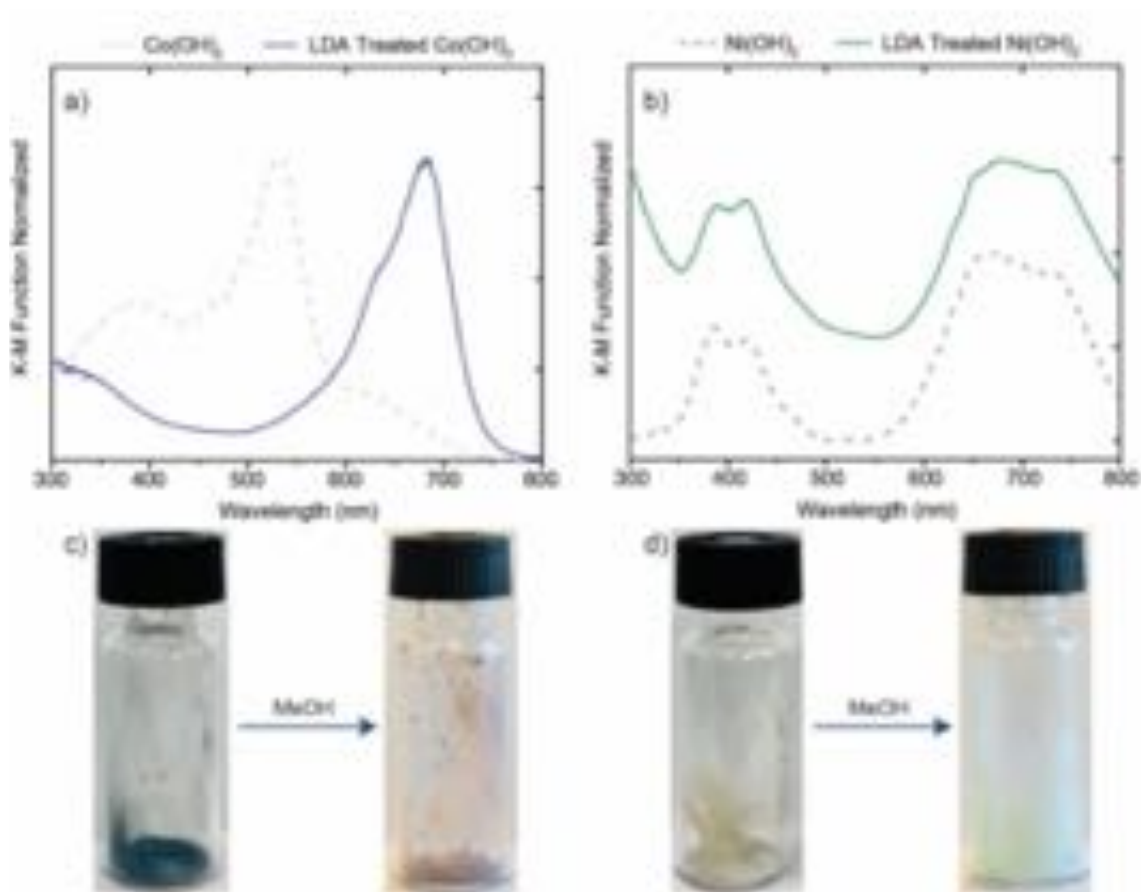 Co(OH)₂ LDA Treated Co(OH)₂
Ni(OH)₂ LDA Treated Ni(OH)₂
a)
b)
K-M Function Normalized
K-M Function Normalized
300 400 500 600 700 800
300 400 500 600 700 800
Wavelength (nm)
Wavelength (nm)
c)
d)
MeOH
MeOH